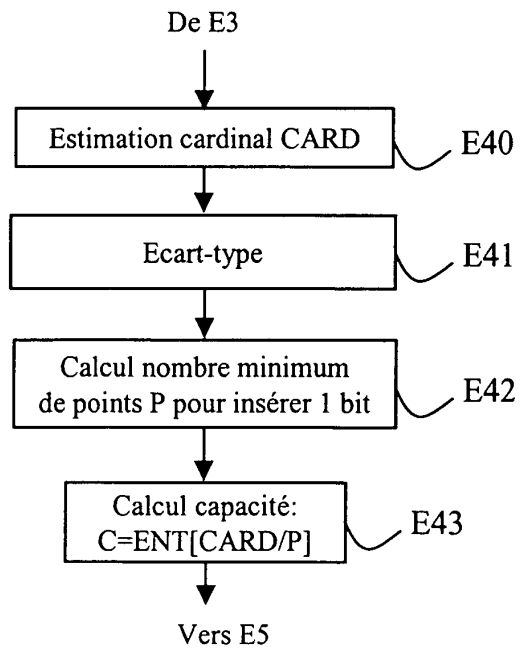 De E3
Estimation cardinal CARD
E40
Ecart-type
E41
Calcul nombre minimum
de points P pour insérer 1 bit
E42
Calcul capacité:
C=ENT[CARD/P]
E43
Vers E5